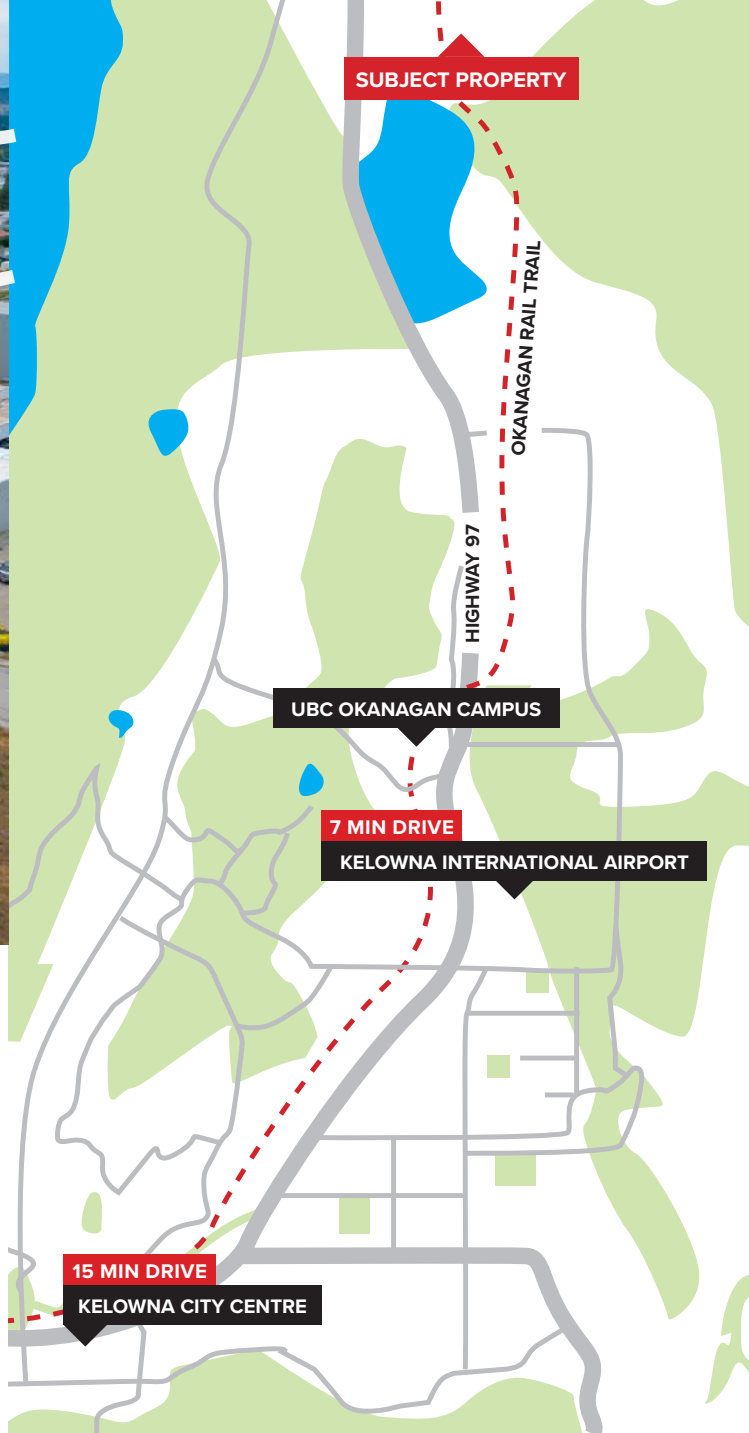 SUBJECT PROPERTY
OKANAGAN RAIL TRAIL
HIGHWAY 97
UBC OKANAGAN CAMPUS
7 MIN DRIVE
KELOWNA INTERNATIONAL AIRPORT
15 MIN DRIVE
KELOWNA CITY CENTRE